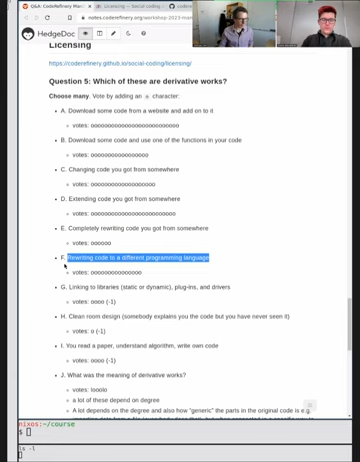 Q&A: CodeRefinery Man
Licensing — Social coding
notes.coderefinery.org/workshop-2023-mar
HedgeDoc
Licensing
https://coderefinery.github.io/social-coding/licensing/
Question 5: Which of these are derivative works?
Choose many. Vote by adding an o character:
A. Download some code from a website and add on to it
votes: ooooooooooooooooooooooooo
B. Download some code and use one of the functions in your code
votes: oooooooooooooooo
C. Changing code you got from somewhere
votes: oooooooooooooooooo
D. Extending code you got from somewhere
votes: oooooooooooooooooooooooo
E. Completely rewriting code you got from somewhere
votes: oooooo
F. Rewriting code to a different programming language
votes: oooooooooooooo
G. Linking to libraries (static or dynamic), plug-ins, and drivers
votes: oooo (-1)
H. Clean room design (somebody explains you the code but you have never seen it)
votes: o (-1)
I. You read a paper, understand algorithm, write own code
votes: oooo (-1)
J. What was the meaning of derivative works?
votes: looolo
a lot of these depend on degree
A lot depends on the degree and also how "generic" the parts in the original code is e.g.
nixos:~/course
$
ls -l